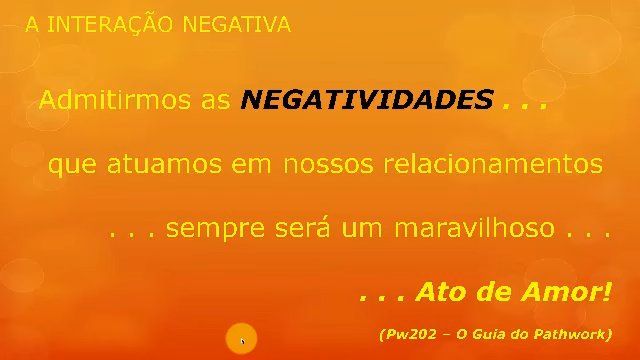 A INTERAÇÃO NEGATIVA
Admitirmos as NEGATIVIDADES . . .
que atuamos em nossos relacionamentos
. . . sempre será um maravilhoso . . .
. . . Ato de Amor!
(Pw202 – O Guia do Pathwork)